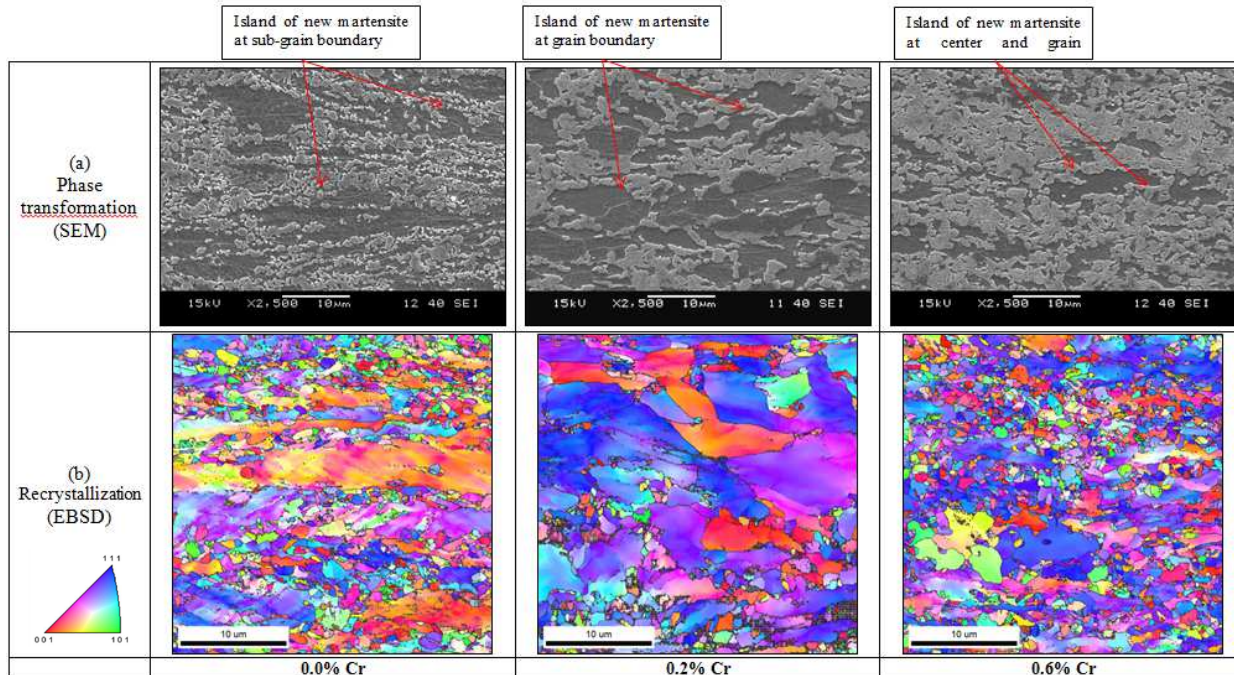 Island of new martensite
at sub-grain boundary
Island of new martensite
at grain boundary
Island of new martensite
at center and grain
(a)
Phase
transformation
(SEM)
15kV X2,500 10µm 12 40 SEI
15kV X2,500 10µm 11 40 SEI
15kV X2,500 10µm 12 40 SEI
(b)
Recrystallization
(EBSD)
111
001 101
10 um
10 um
10 um
0.0% Cr
0.2% Cr
0.6% Cr